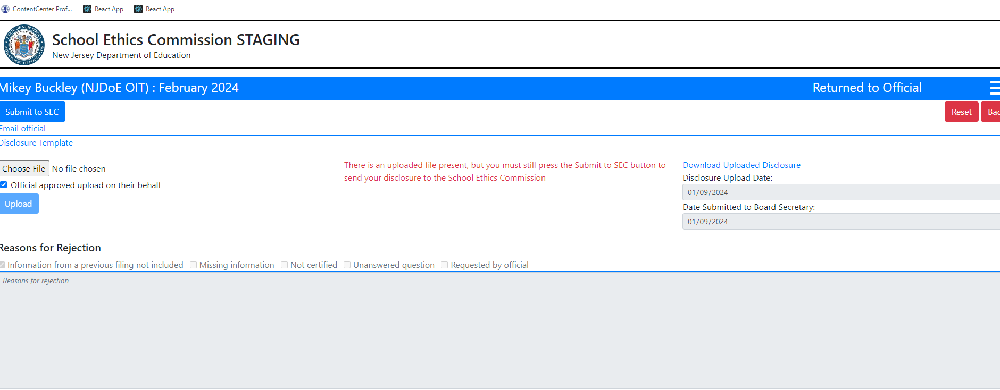 ContentCenter Prof... React App React App
School Ethics Commission STAGING
New Jersey Department of Education
Mikey Buckley (NJDoE OIT) : February 2024 Returned to Official
Submit to SEC Reset Bac
Email official
Disclosure Template
Choose File No file chosen
Official approved upload on their behalf
Upload
There is an uploaded file present, but you must still press the Submit to SEC button to
send your disclosure to the School Ethics Commission
Download Uploaded Disclosure
Disclosure Upload Date:
01/09/2024
Date Submitted to Board Secretary:
01/09/2024
Reasons for Rejection
Information from a previous filing not included Missing information Not certified Unanswered question Requested by official
Reasons for rejection